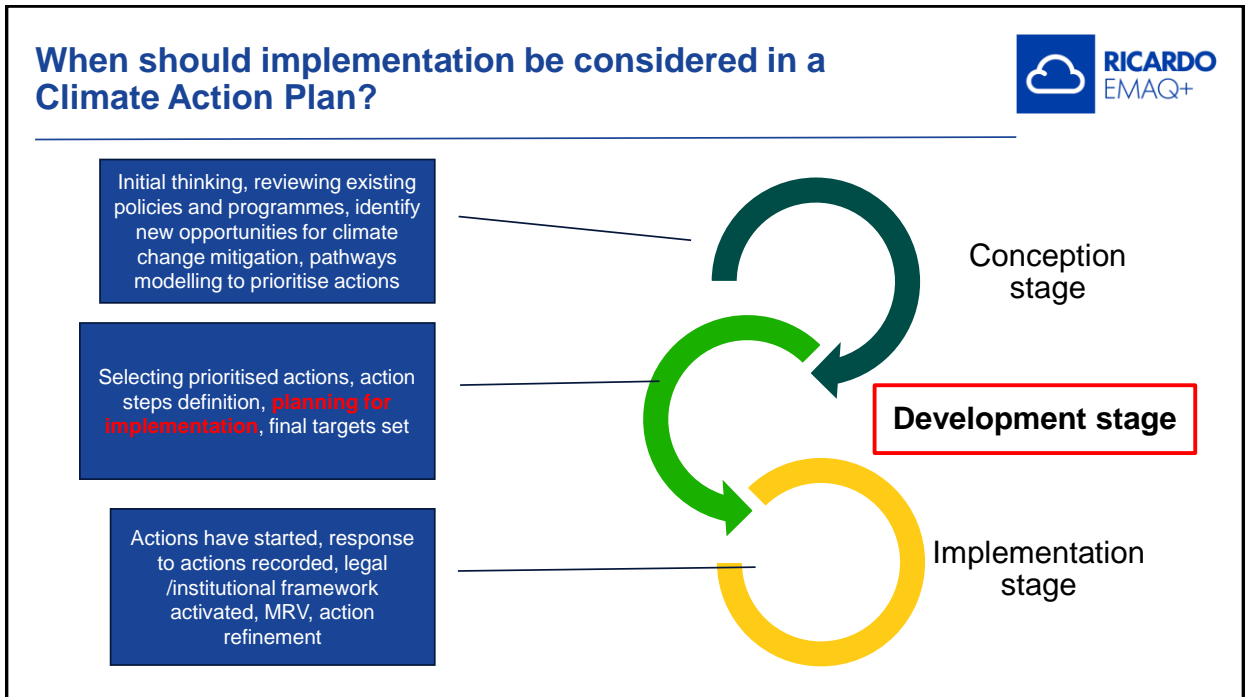 When should implementation be considered in a
Climate Action Plan?
RICARDO
EMAQ+
Initial thinking, reviewing existing
policies and programmes, identify
new opportunities for climate
change mitigation, pathways
modelling to prioritise actions
Conception
stage
Selecting prioritised actions, action
steps definition, planning for
implementation, final targets set
Development stage
Actions have started, response
to actions recorded, legal
/institutional framework
activated, MRV, action
refinement
Implementation
stage